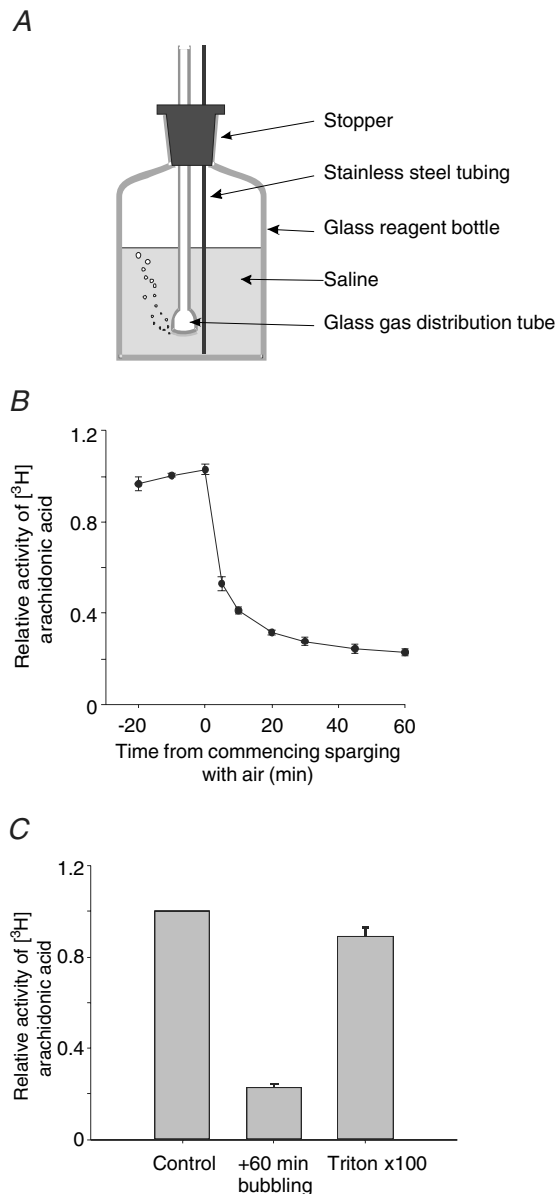 A
Stopper
Stainless steel tubing
Glass reagent bottle
Saline
Glass gas distribution tube
B
Relative activity of [³H]
arachidonic acid
1.2
0.8
0.4
0
-20 0 20 40 60
Time from commencing sparging
with air (min)
C
Relative activity of [³H]
arachidonic acid
1.2
0.8
0.4
0
Control +60 min Triton x100
bubbling